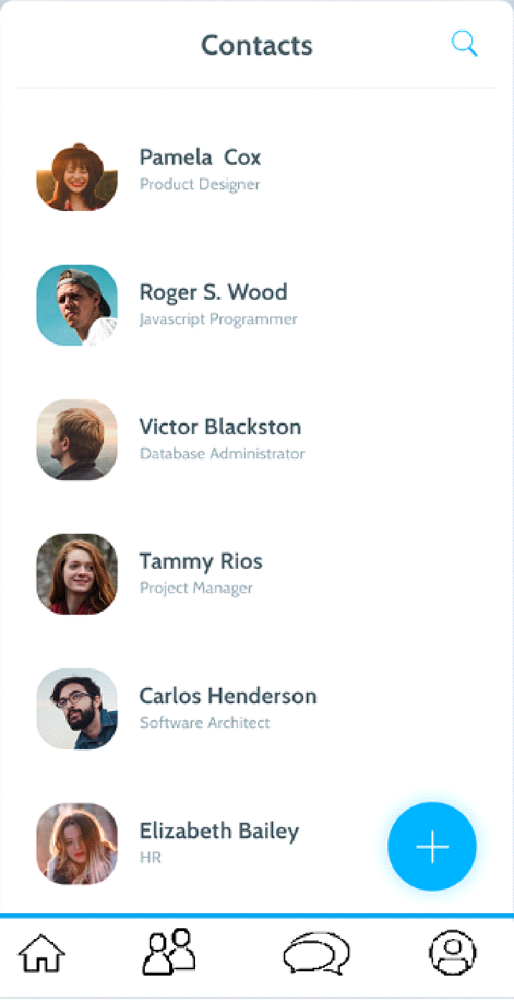 Contacts
Pamela Cox
Product Designer
Roger S. Wood
Javascript Programmer
Victor Blackston
Database Administrator
Tammy Rios
Project Manager
Carlos Henderson
Software Architect
Elizabeth Bailey
HR